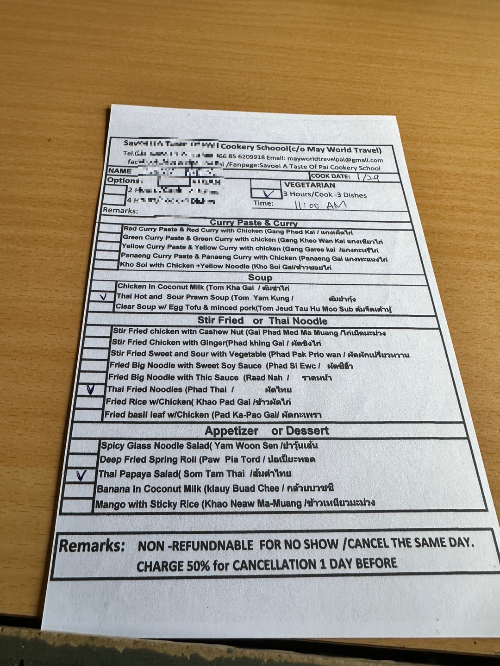 Cookery Schoool(c/o May World Travel)
66 85 6209918 Email: mayworldtravelpai@gmail.com
/Fanpage:Savoei A Taste Of Pai Cookery School
NAME COOK DATE: 1/29
Options: VEGETARIAN
2 H ✓ 3 Hours/Cook -3 Dishes
4 H Time: 11:00 AM
Remarks:
Curry Paste & Curry
Red Curry Paste & Red Curry with Chicken (Gang Phad Kai / แกงเผ็ดไก่
Green Curry Paste & Green Curry with chicken (Gang Kheo Wan Kai แกงเขียวไก่
Yellow Curry Paste & Yellow Curry with chicken (Gang Garee kai /แกงกะหรี่ไก่
Panaeng Curry Paste & Panaeng Curry with Chicken (Panaeng Gai แกงพะแนงไก่
Kho Soi with Chicken +Yellow Noodle (Kho Soi Gai/ข้าวซอยไก่
Soup
Chicken In Coconut Milk (Tom Kha Gai / ต้มข่าไก่
✓ Thai Hot and Sour Prawn Soup (Tom Yam Kung / ต้มยำกุ้ง
Clear Soup w/ Egg Tofu & minced pork(Tom Jeud Tau Hu Moo Sub
Stir Fried or Thai Noodle
Stir Fried chicken with Cashew Nut (Gai Phad Med Ma Muang /ไก่เม็ดมะม่วง
Stir Fried Chicken with Ginger(Phad khing Gai / ผัดขิงไก่
Stir Fried Sweet and Sour with Vegetable (Phad Pak Prio wan / ผัดผักเปรี้ยวหวาน
Fried Big Noodle with Sweet Soy Sauce (Phad Si Ewc / ผัดซีอิ๊ว
Fried Big Noodle with Thic Sauce (Raad Nah / ราดหน้า
✓ Thai Fried Noodles (Phad Thai / ผัดไทย
Fried Rice w/Chicken( Khao Pad Gai /ข้าวผัดไก่
Fried basil leaf w/Chicken (Pad Ka-Pao Gai/ ผัดกะเพรา
Appetizer or Dessert
Spicy Glass Noodle Salad( Yam Woon Sen /ยำวุ้นเส้น
Deep Fried Spring Roll (Paw Pia Tord / ปอเปี๊ยะทอด
✓ Thai Papaya Salad( Som Tam Thai /ส้มตำไทย
Banana In Coconut Milk (klauy Buad Chee / กล้วยบวชชี
Mango with Sticky Rice (Khao Neaw Ma-Muang /ข้าวเหนียวมะม่วง
Remarks: NON -REFUNDNABLE FOR NO SHOW /CANCEL THE SAME DAY.
CHARGE 50% for CANCELLATION 1 DAY BEFORE